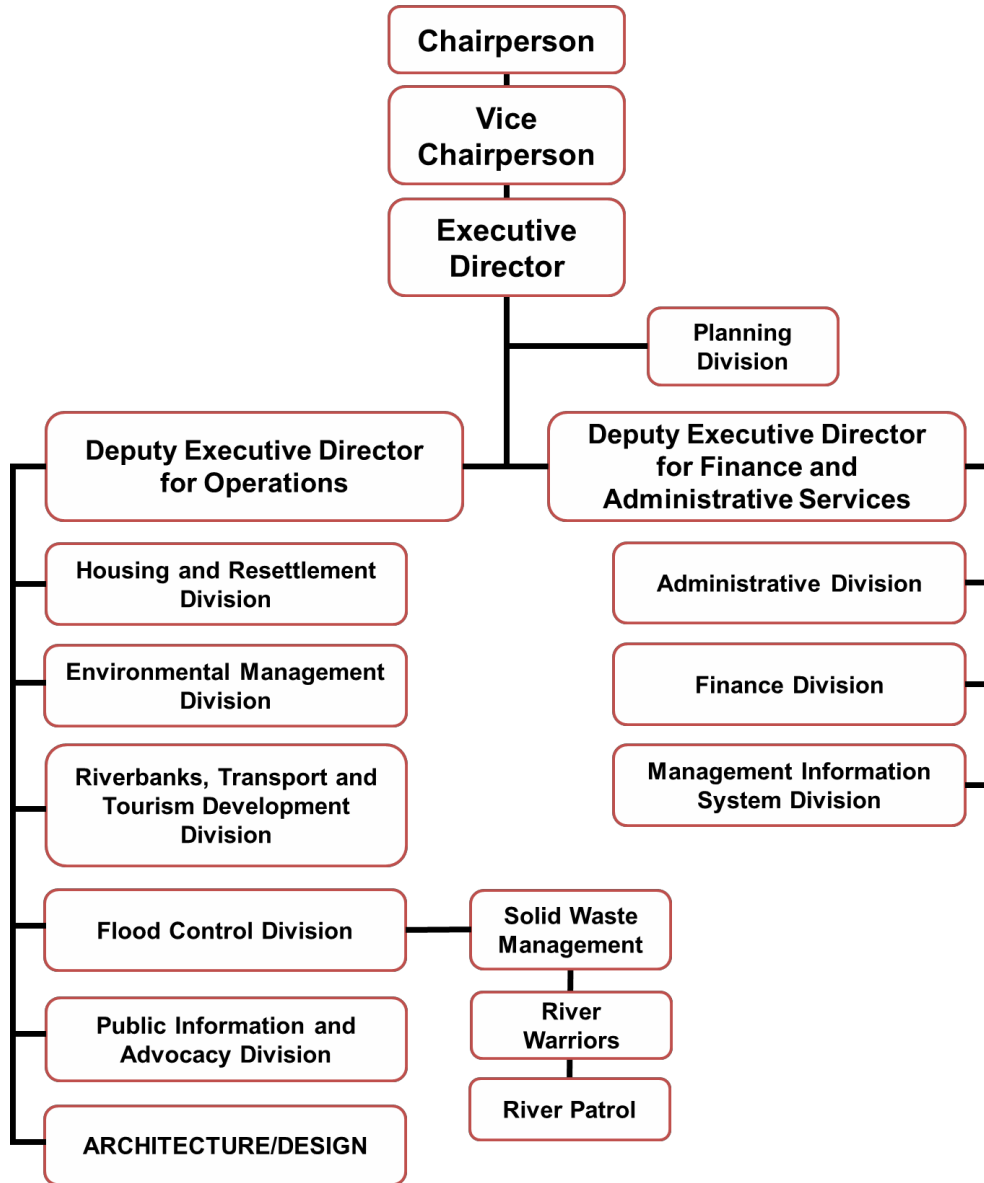 Chairperson
Vice
Chairperson
Executive
Director
Planning
Division
Deputy Executive Director
for Operations
Deputy Executive Director
for Finance and
Administrative Services
Housing and Resettlement
Division
Environmental Management
Division
Riverbanks, Transport and
Tourism Development
Division
Flood Control Division
Public Information and
Advocacy Division
ARCHITECTURE/DESIGN
Solid Waste
Management
River
Warriors
River Patrol
Administrative Division
Finance Division
Management Information
System Division